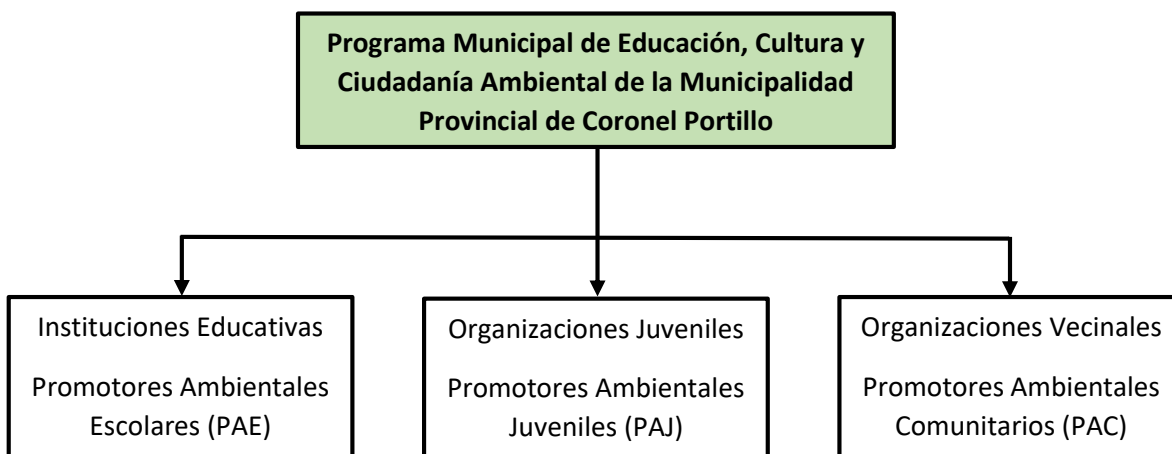 Programa Municipal de Educación, Cultura y
Ciudadanía Ambiental de la Municipalidad
Provincial de Coronel Portillo
Instituciones Educativas
Promotores Ambientales
Escolares (PAE)
Organizaciones Juveniles
Promotores Ambientales
Juveniles (PAJ)
Organizaciones Vecinales
Promotores Ambientales
Comunitarios (PAC)